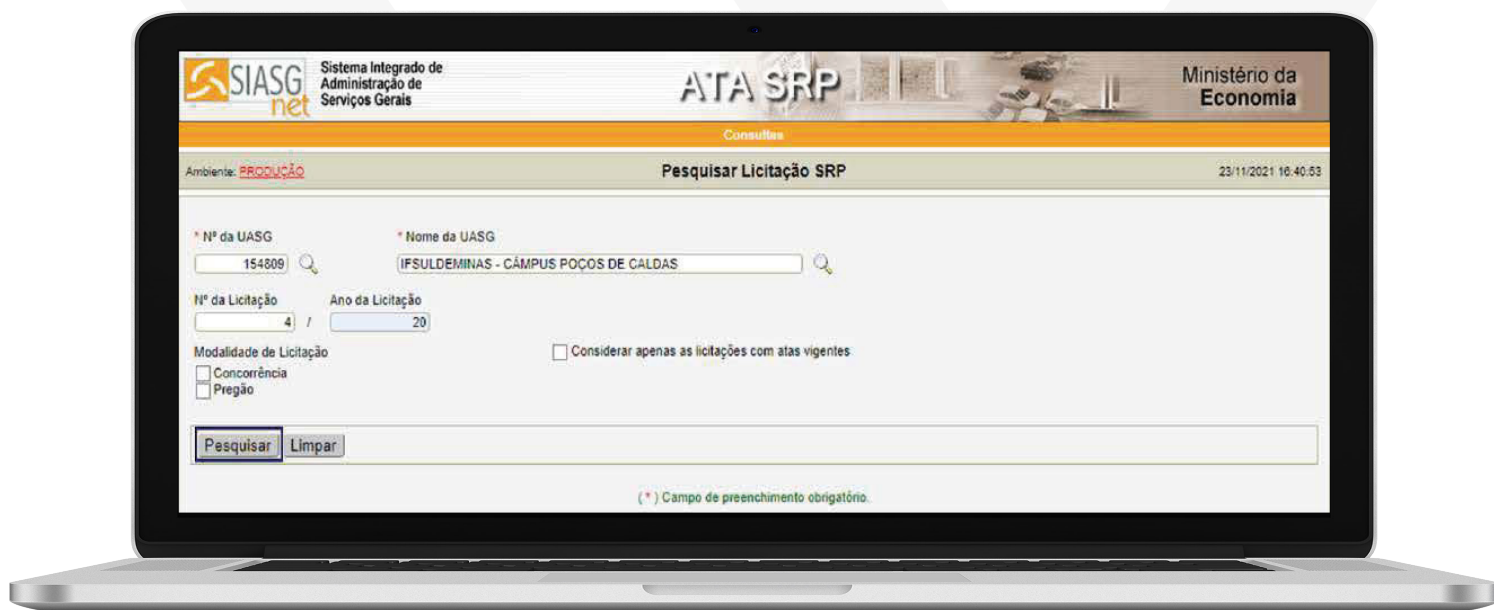 SIASG
net
Sistema Integrado de
Administração de
Serviços Gerais
ATA SRP
Ministério da
Economia
Consultas
Ambiente: PRODUÇÃO
Pesquisar Licitação SRP
23/11/2021 16:40:53
* Nº da UASG
* Nome da UASG
154809
IFSULDEMINAS - CÂMPUS POÇOS DE CALDAS
Nº da Licitação
Ano da Licitação
4 / 20
Modalidade de Licitação
Considerar apenas as licitações com atas vigentes
Concorrência
Pregão
Pesquisar
Limpar
( * ) Campo de preenchimento obrigatório.